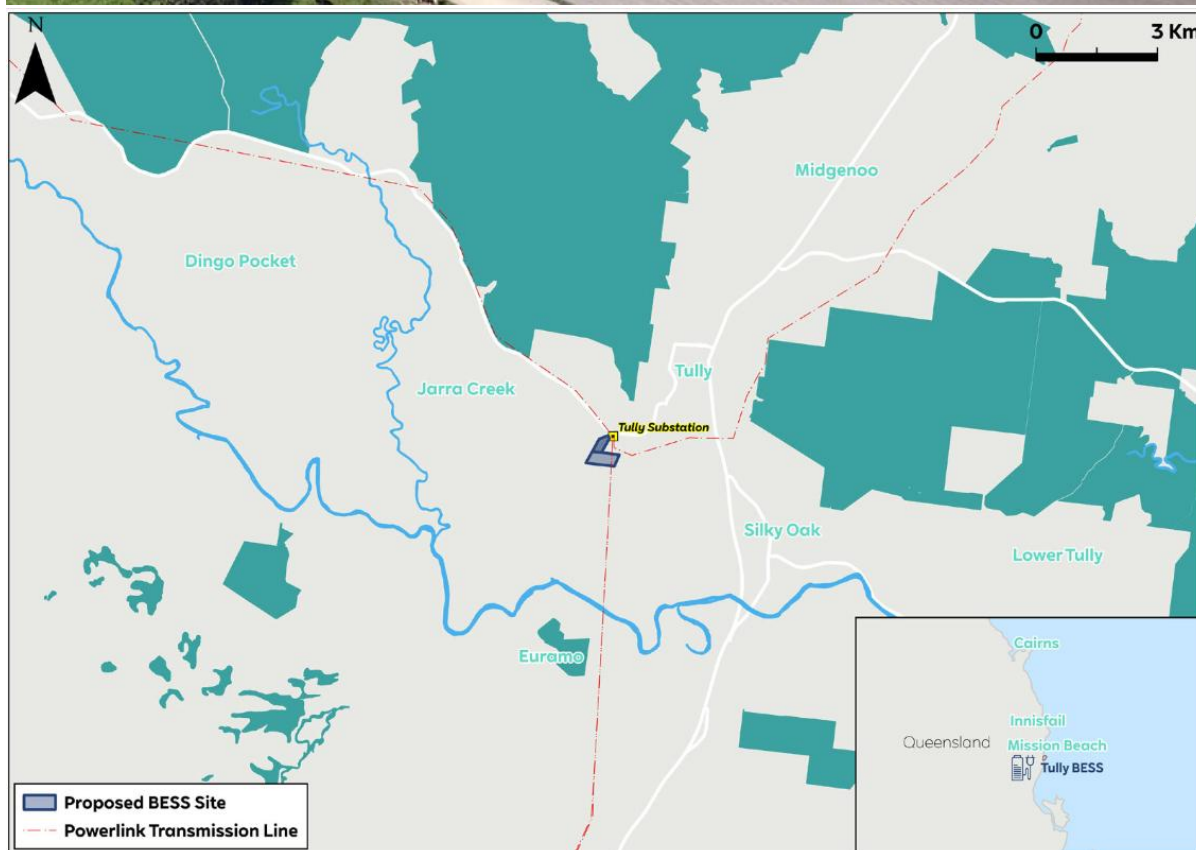 N
0 3 Km
Midgenoo
Dingo Pocket
Jarra Creek
Tully
Tully Substation
Silky Oak
Lower Tully
Euramo
Cairns
Innisfail
Queensland
Mission Beach
Tully BESS
Proposed BESS Site
Powerlink Transmission Line